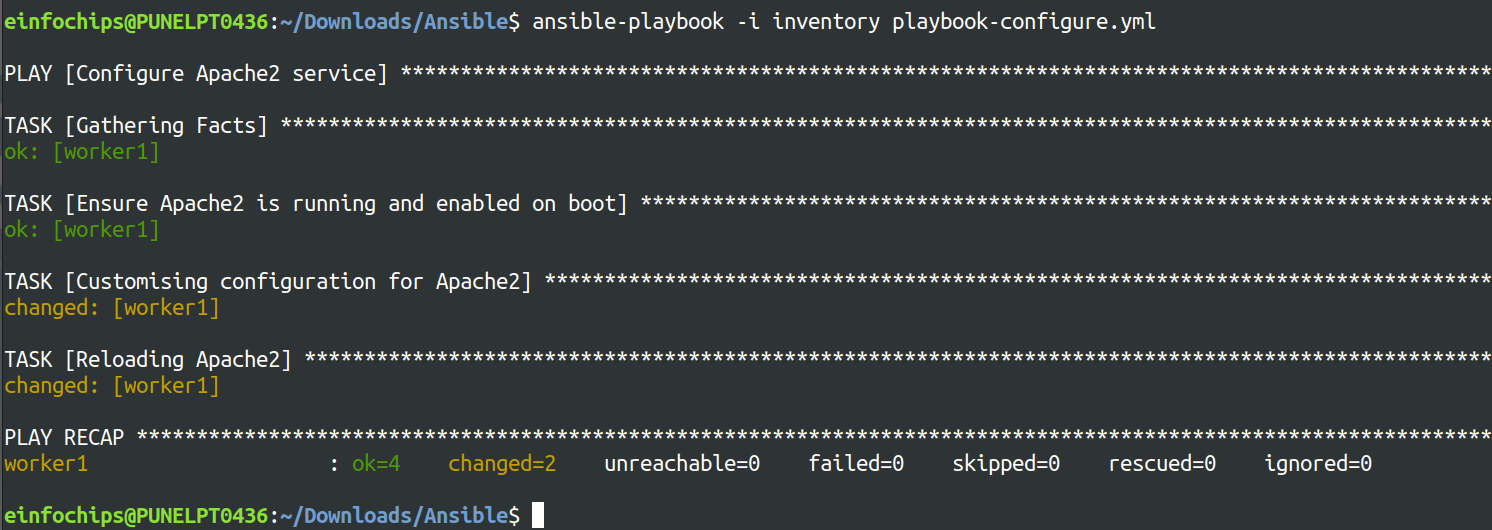 einfochips@PUNELPT0436:~/Downloads/Ansible$ ansible-playbook -i inventory playbook-configure.yml
PLAY [Configure Apache2 service] *******************************************************************************************
TASK [Gathering Facts] *****************************************************************************************************
ok: [worker1]
TASK [Ensure Apache2 is running and enabled on boot] ***********************************************************************
ok: [worker1]
TASK [Customising configuration for Apache2] *******************************************************************************
changed: [worker1]
TASK [Reloading Apache2] ***************************************************************************************************
changed: [worker1]
PLAY RECAP *****************************************************************************************************************
worker1                    : ok=4    changed=2    unreachable=0    failed=0    skipped=0    rescued=0    ignored=0
einfochips@PUNELPT0436:~/Downloads/Ansible$